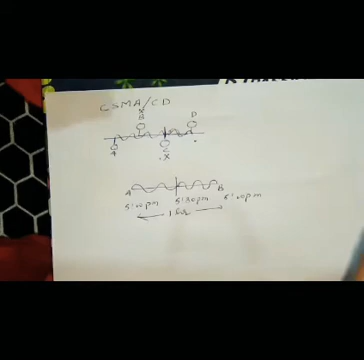 CSMA/CD
B
D
A
C
.X
A B
5:00pm 5:30pm 6:00pm
1 hr